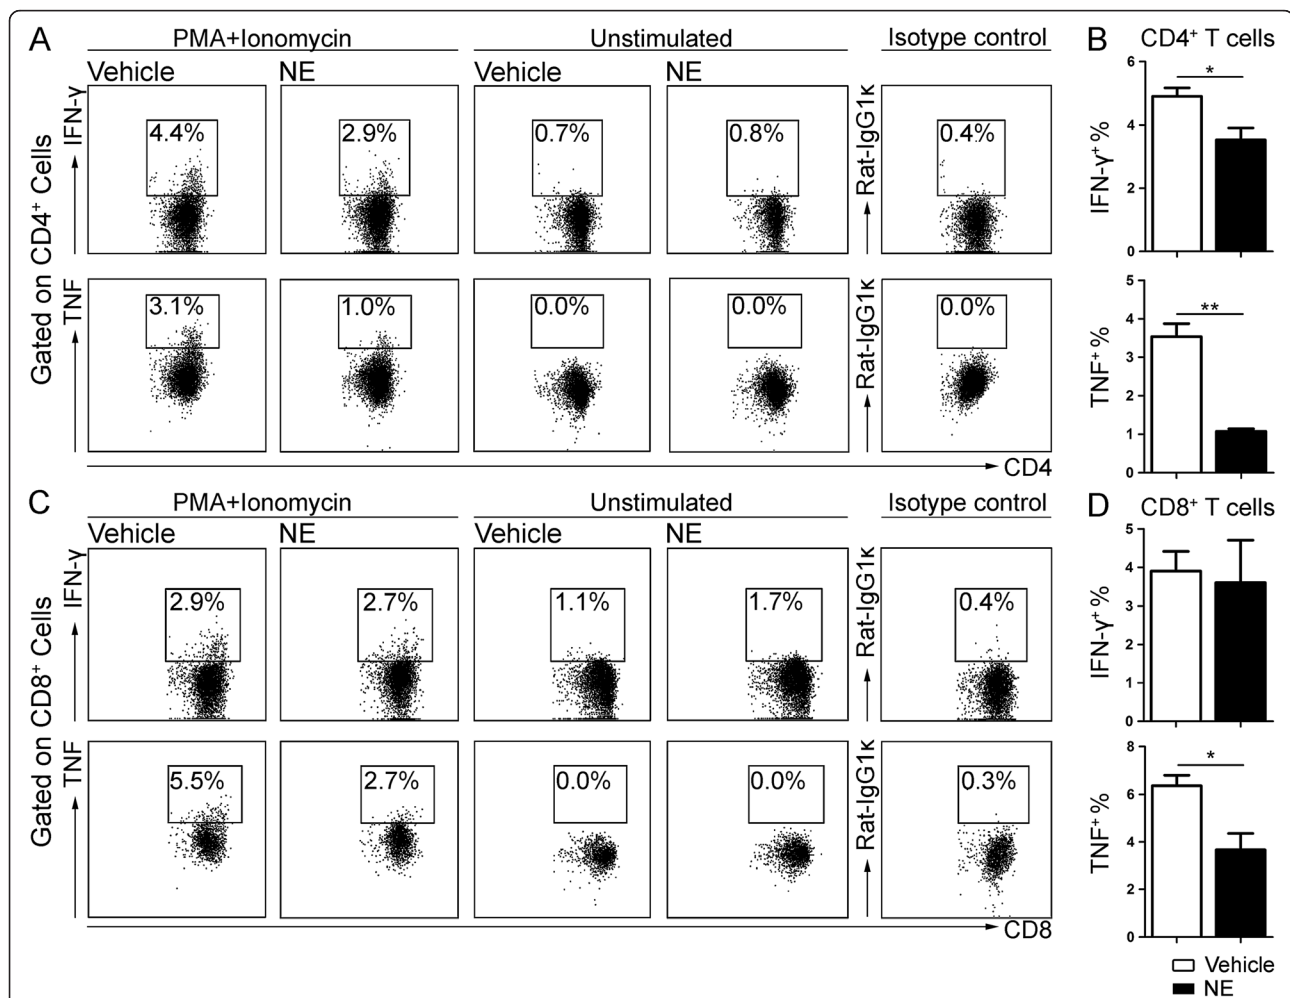 A
PMA+Ionomycin
Unstimulated
Isotype control
Vehicle
NE
Vehicle
NE
Gated on CD4⁺ Cells
IFN-γ
4.4%
2.9%
0.7%
0.8%
Rat-IgG1κ
0.4%
TNF
3.1%
1.0%
0.0%
0.0%
Rat-IgG1κ
0.0%
CD4
B
CD4⁺ T cells
IFN-γ⁺ %
6
4
2
0
*
TNF⁺ %
5
4
3
2
1
0
**
C
PMA+Ionomycin
Unstimulated
Isotype control
Vehicle
NE
Vehicle
NE
Gated on CD8⁺ Cells
IFN-γ
2.9%
2.7%
1.1%
1.7%
Rat-IgG1κ
0.4%
TNF
5.5%
2.7%
0.0%
0.0%
Rat-IgG1κ
0.3%
CD8
D
CD8⁺ T cells
IFN-γ⁺ %
5
4
3
2
1
0
TNF⁺ %
8
6
4
2
0
*
Vehicle
NE